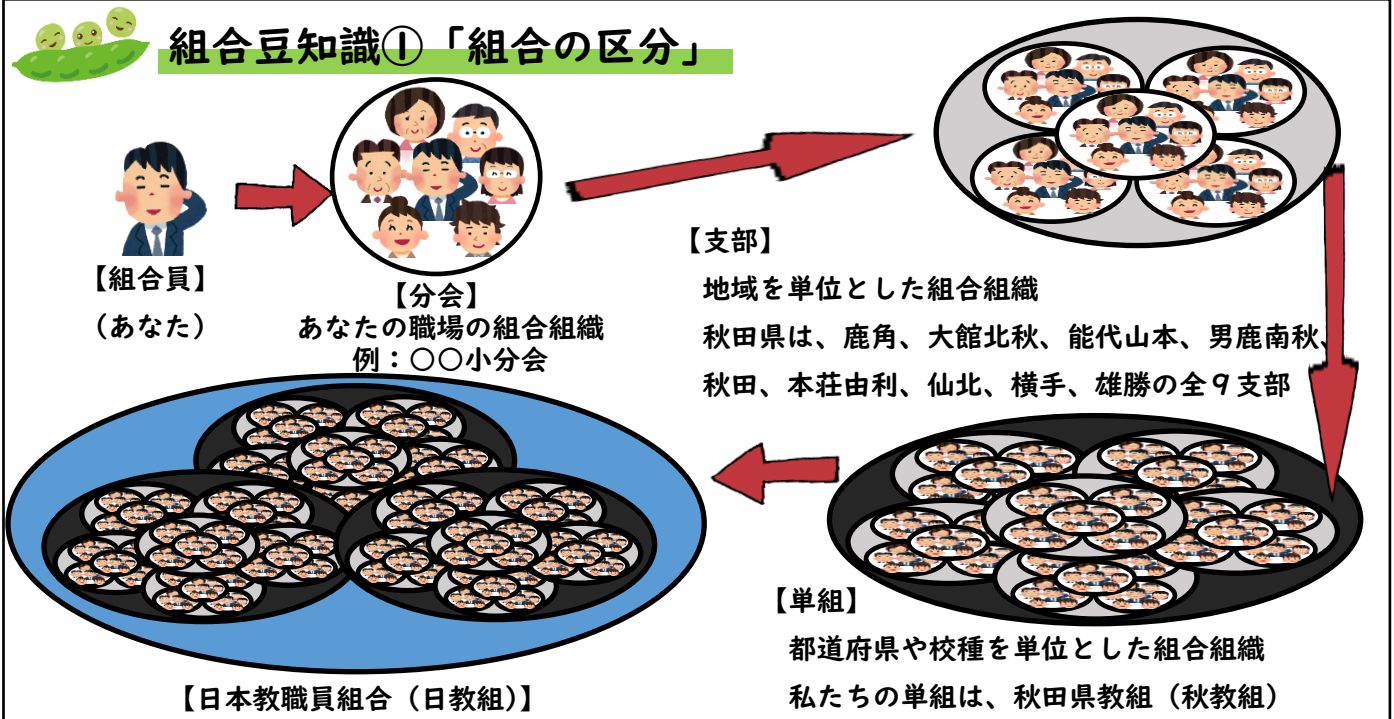 組合豆知識①「組合の区分」
【組合員】
（あなた）
【分会】
あなたの職場の組合組織
例：○○小分会
【支部】
地域を単位とした組合組織
秋田県は、鹿角、大館北秋、能代山本、男鹿南秋、
秋田、本荘由利、仙北、横手、雄勝の全９支部
【単組】
都道府県や校種を単位とした組合組織
私たちの単組は、秋田県教組（秋教組）
【日本教職員組合（日教組）】